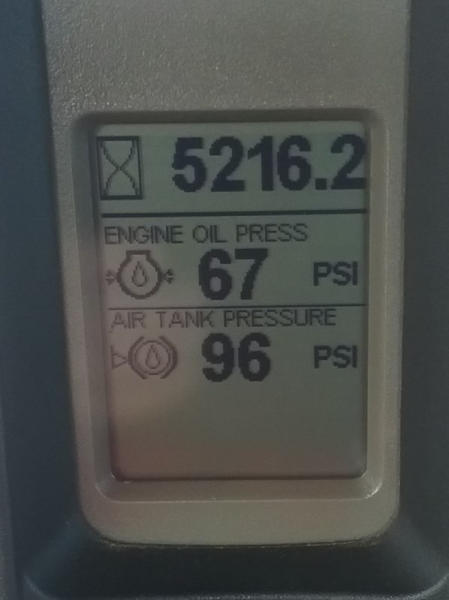 5216.2
ENGINE OIL PRESS
67 PSI
AIR TANK PRESSURE
96 PSI